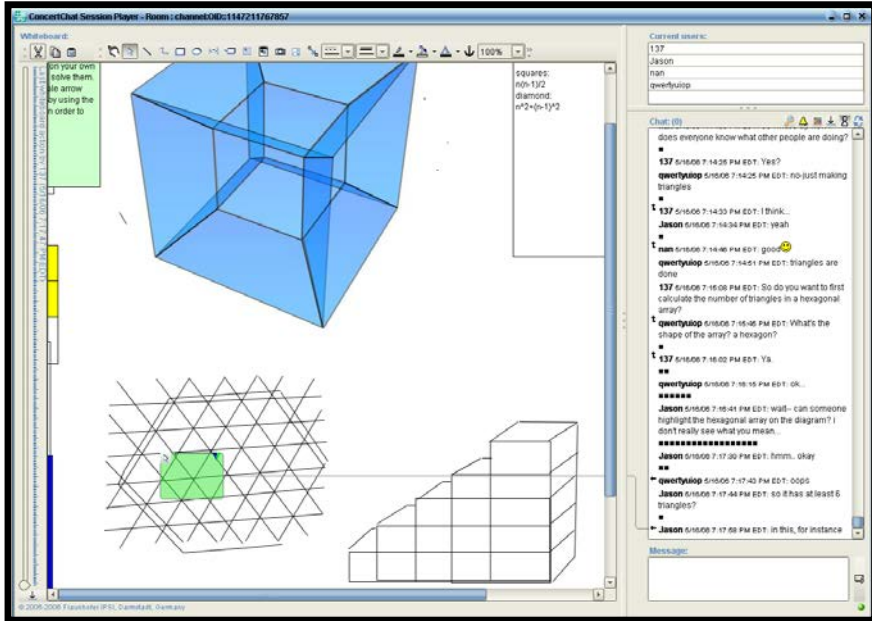 ConcertChat Session Player - Room : channel:OID::1147211767857
Whiteboard:
100%
on your own
solve them.
ale arrow
by using the
n order to
squares:
n(n-1)/2
diamond:
n^2+(n-1)^2
Current users:
137
Jason
nan
qwertyuiop
Chat: (0)
does everyone know what other people are doing?
137 5/16/06 7:14:25 PM EDT: Yes?
qwertyuiop 5/16/06 7:14:25 PM EDT: no-just making
triangles
137 5/16/06 7:14:33 PM EDT: I think...
Jason 5/16/06 7:14:34 PM EDT: yeah
nan 5/16/06 7:14:46 PM EDT: good
qwertyuiop 5/16/06 7:14:51 PM EDT: triangles are
done
137 5/16/06 7:15:08 PM EDT: So do you want to first
calculate the number of triangles in a hexagonal
array?
qwertyuiop 5/16/06 7:15:45 PM EDT: What's the
shape of the array? a hexagon?
137 5/16/06 7:16:02 PM EDT: Ya.
qwertyuiop 5/16/06 7:16:15 PM EDT: ok...
Jason 5/16/06 7:16:41 PM EDT: wait-- can someone
highlight the hexagonal array on the diagram? i
don't really see what you mean...
Jason 5/16/06 7:17:30 PM EDT: hmm.. okay
qwertyuiop 5/16/06 7:17:43 PM EDT: oops
Jason 5/16/06 7:17:44 PM EDT: so it has at least 6
triangles?
Jason 5/16/06 7:17:58 PM EDT: in this, for instance
Message:
© 2006-2006 Fraunhofer IPSI, Darmstadt, Germany